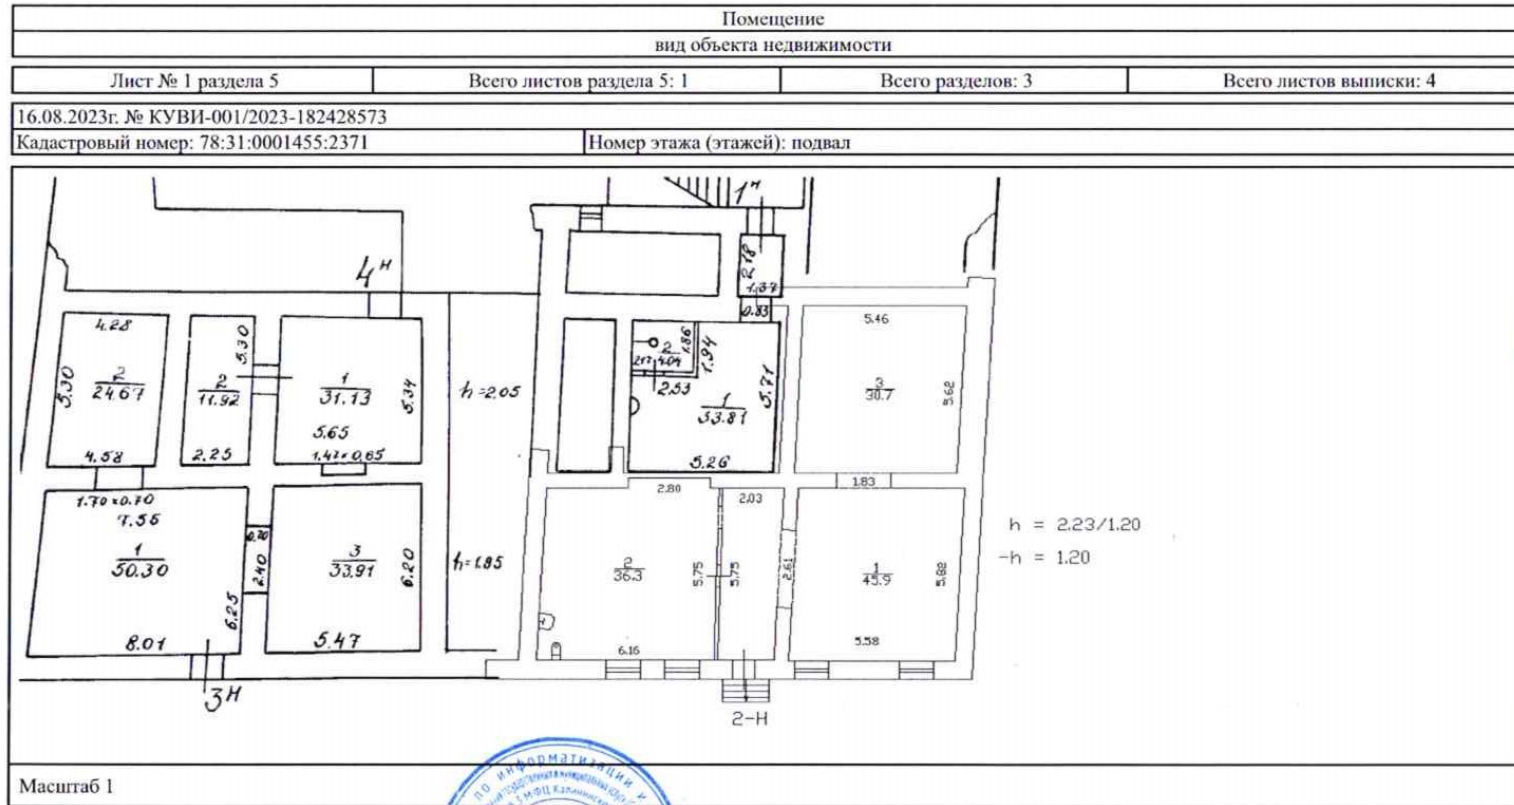 Помещение
вид объекта недвижимости
Лист № 1 раздела 5
Всего листов раздела 5: 1
Всего разделов: 3
Всего листов выписки: 4
16.08.2023г. № КУВИ-001/2023-182428573
Кадастровый номер: 78:31:0001455:2371
Номер этажа (этажей): подвал
1н
4н
2.18
1.37
0.83
4.28
5.30
2
24.67
4.58
5.30
2
11.92
2.25
1
31.13
5.34
5.65
1.47×0.65
h=2.05
2
4.04
1.86
1.94
2.53
1
33.81
5.71
5.26
5.46
3
30.7
5.62
1.83
1.70×0.70
7.55
1
50.30
6.25
8.01
0.70
2.40
3
33.91
6.20
5.47
h=1.85
2.80
2.03
2
36.3
5.75
5.75
6.16
2.61
1
45.9
5.88
5.58
h = 2.23/1.20
-h = 1.20
3н
2-Н
Масштаб 1
по информатизации и